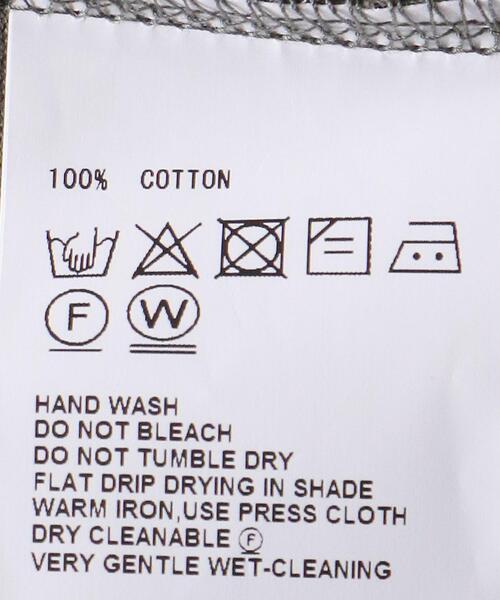 100% COTTON
F W
HAND WASH
DO NOT BLEACH
DO NOT TUMBLE DRY
FLAT DRIP DRYING IN SHADE
WARM IRON,USE PRESS CLOTH
DRY CLEANABLE Ⓕ
VERY GENTLE WET-CLEANING